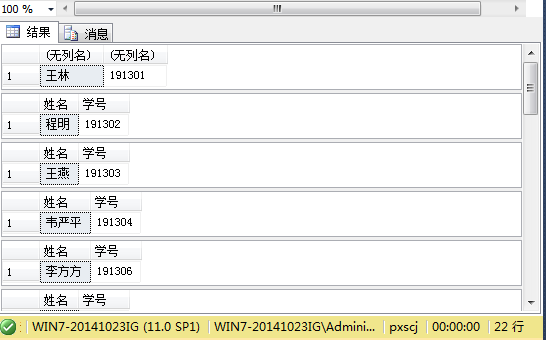 100 %
结果 消息
(无列名) (无列名)
1 王林 191301
姓名 学号
1 程明 191302
姓名 学号
1 王燕 191303
姓名 学号
1 韦严平 191304
姓名 学号
1 李方方 191306
姓名 学号
WIN7-20141023IG (11.0 SP1) WIN7-20141023IG\Admini... pxscj 00:00:00 22 行